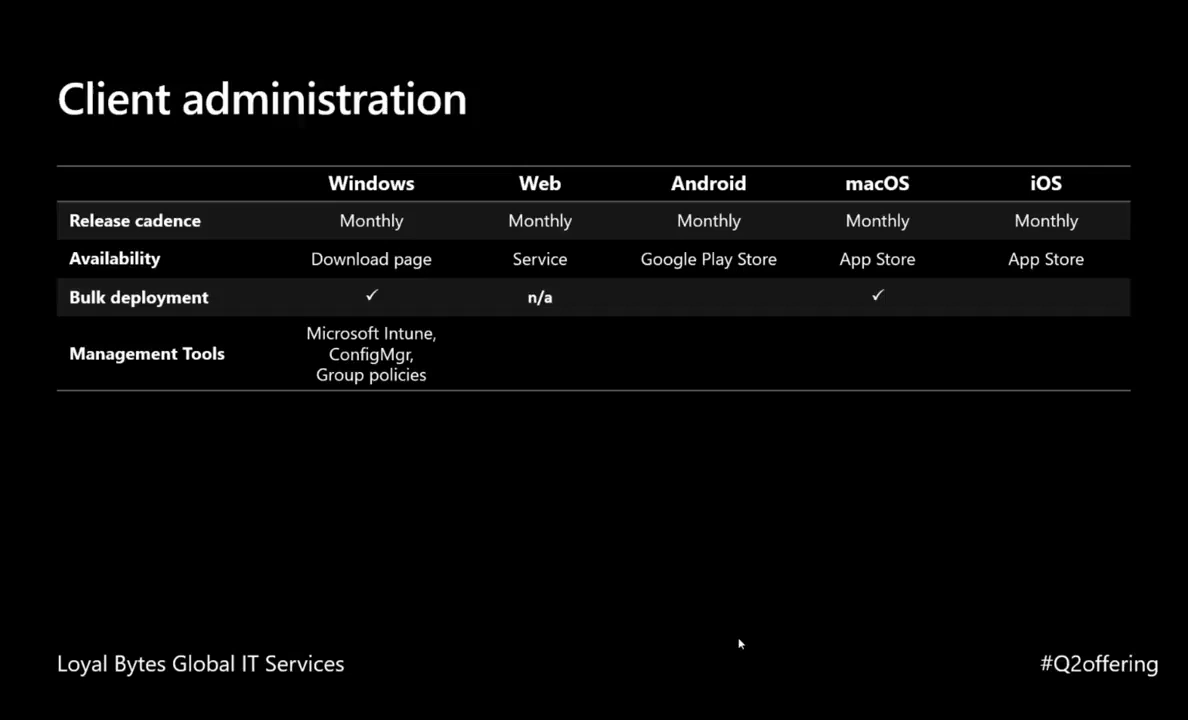 Client administration
Windows Web Android macOS iOS
Release cadence Monthly Monthly Monthly Monthly Monthly
Availability Download page Service Google Play Store App Store App Store
Bulk deployment ✓ n/a ✓
Management Tools Microsoft Intune,
ConfigMgr,
Group policies
Loyal Bytes Global IT Services #Q2offering